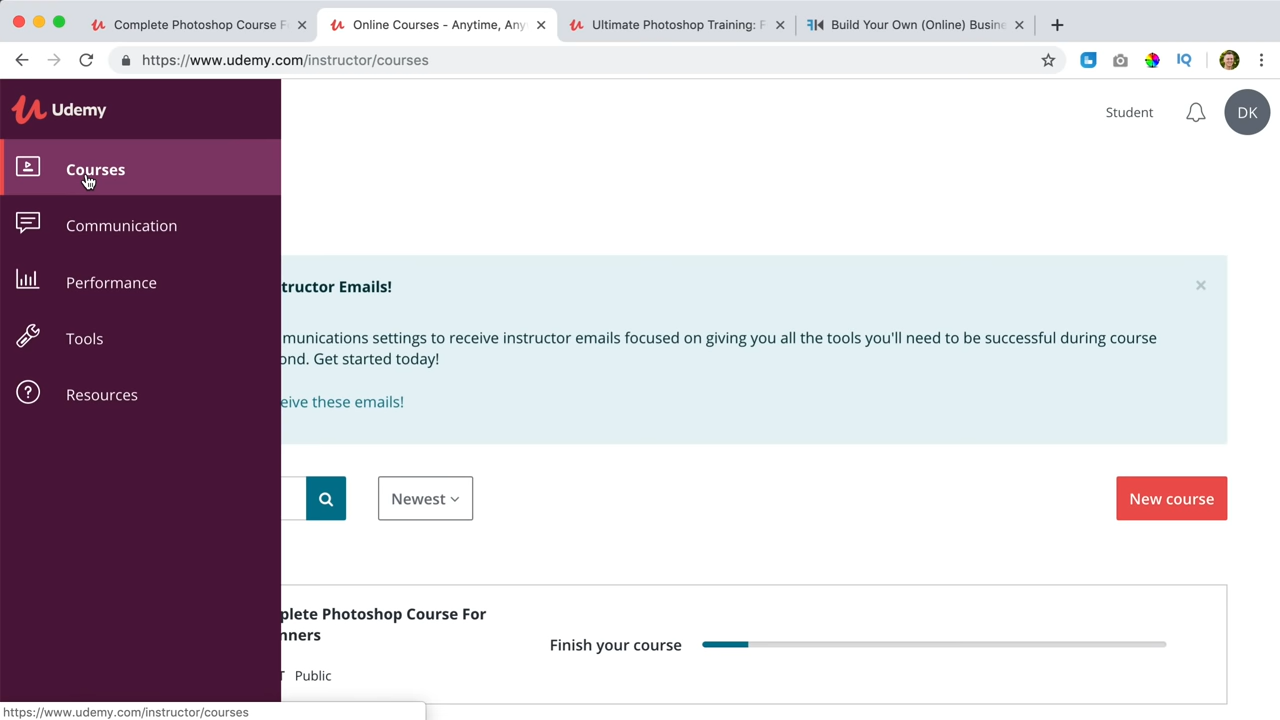 Complete Photoshop Course F
Online Courses - Anytime, Any
Ultimate Photoshop Training: F
Build Your Own (Online) Busine
https://www.udemy.com/instructor/courses
IQ
Udemy
Student
DK
Courses
Communication
Performance
Tools
Resources
tructor Emails!
munications settings to receive instructor emails focused on giving you all the tools you'll need to be successful during course
ond. Get started today!
eive these emails!
Newest
New course
plete Photoshop Course For
nners
Finish your course
T Public
https://www.udemy.com/instructor/courses